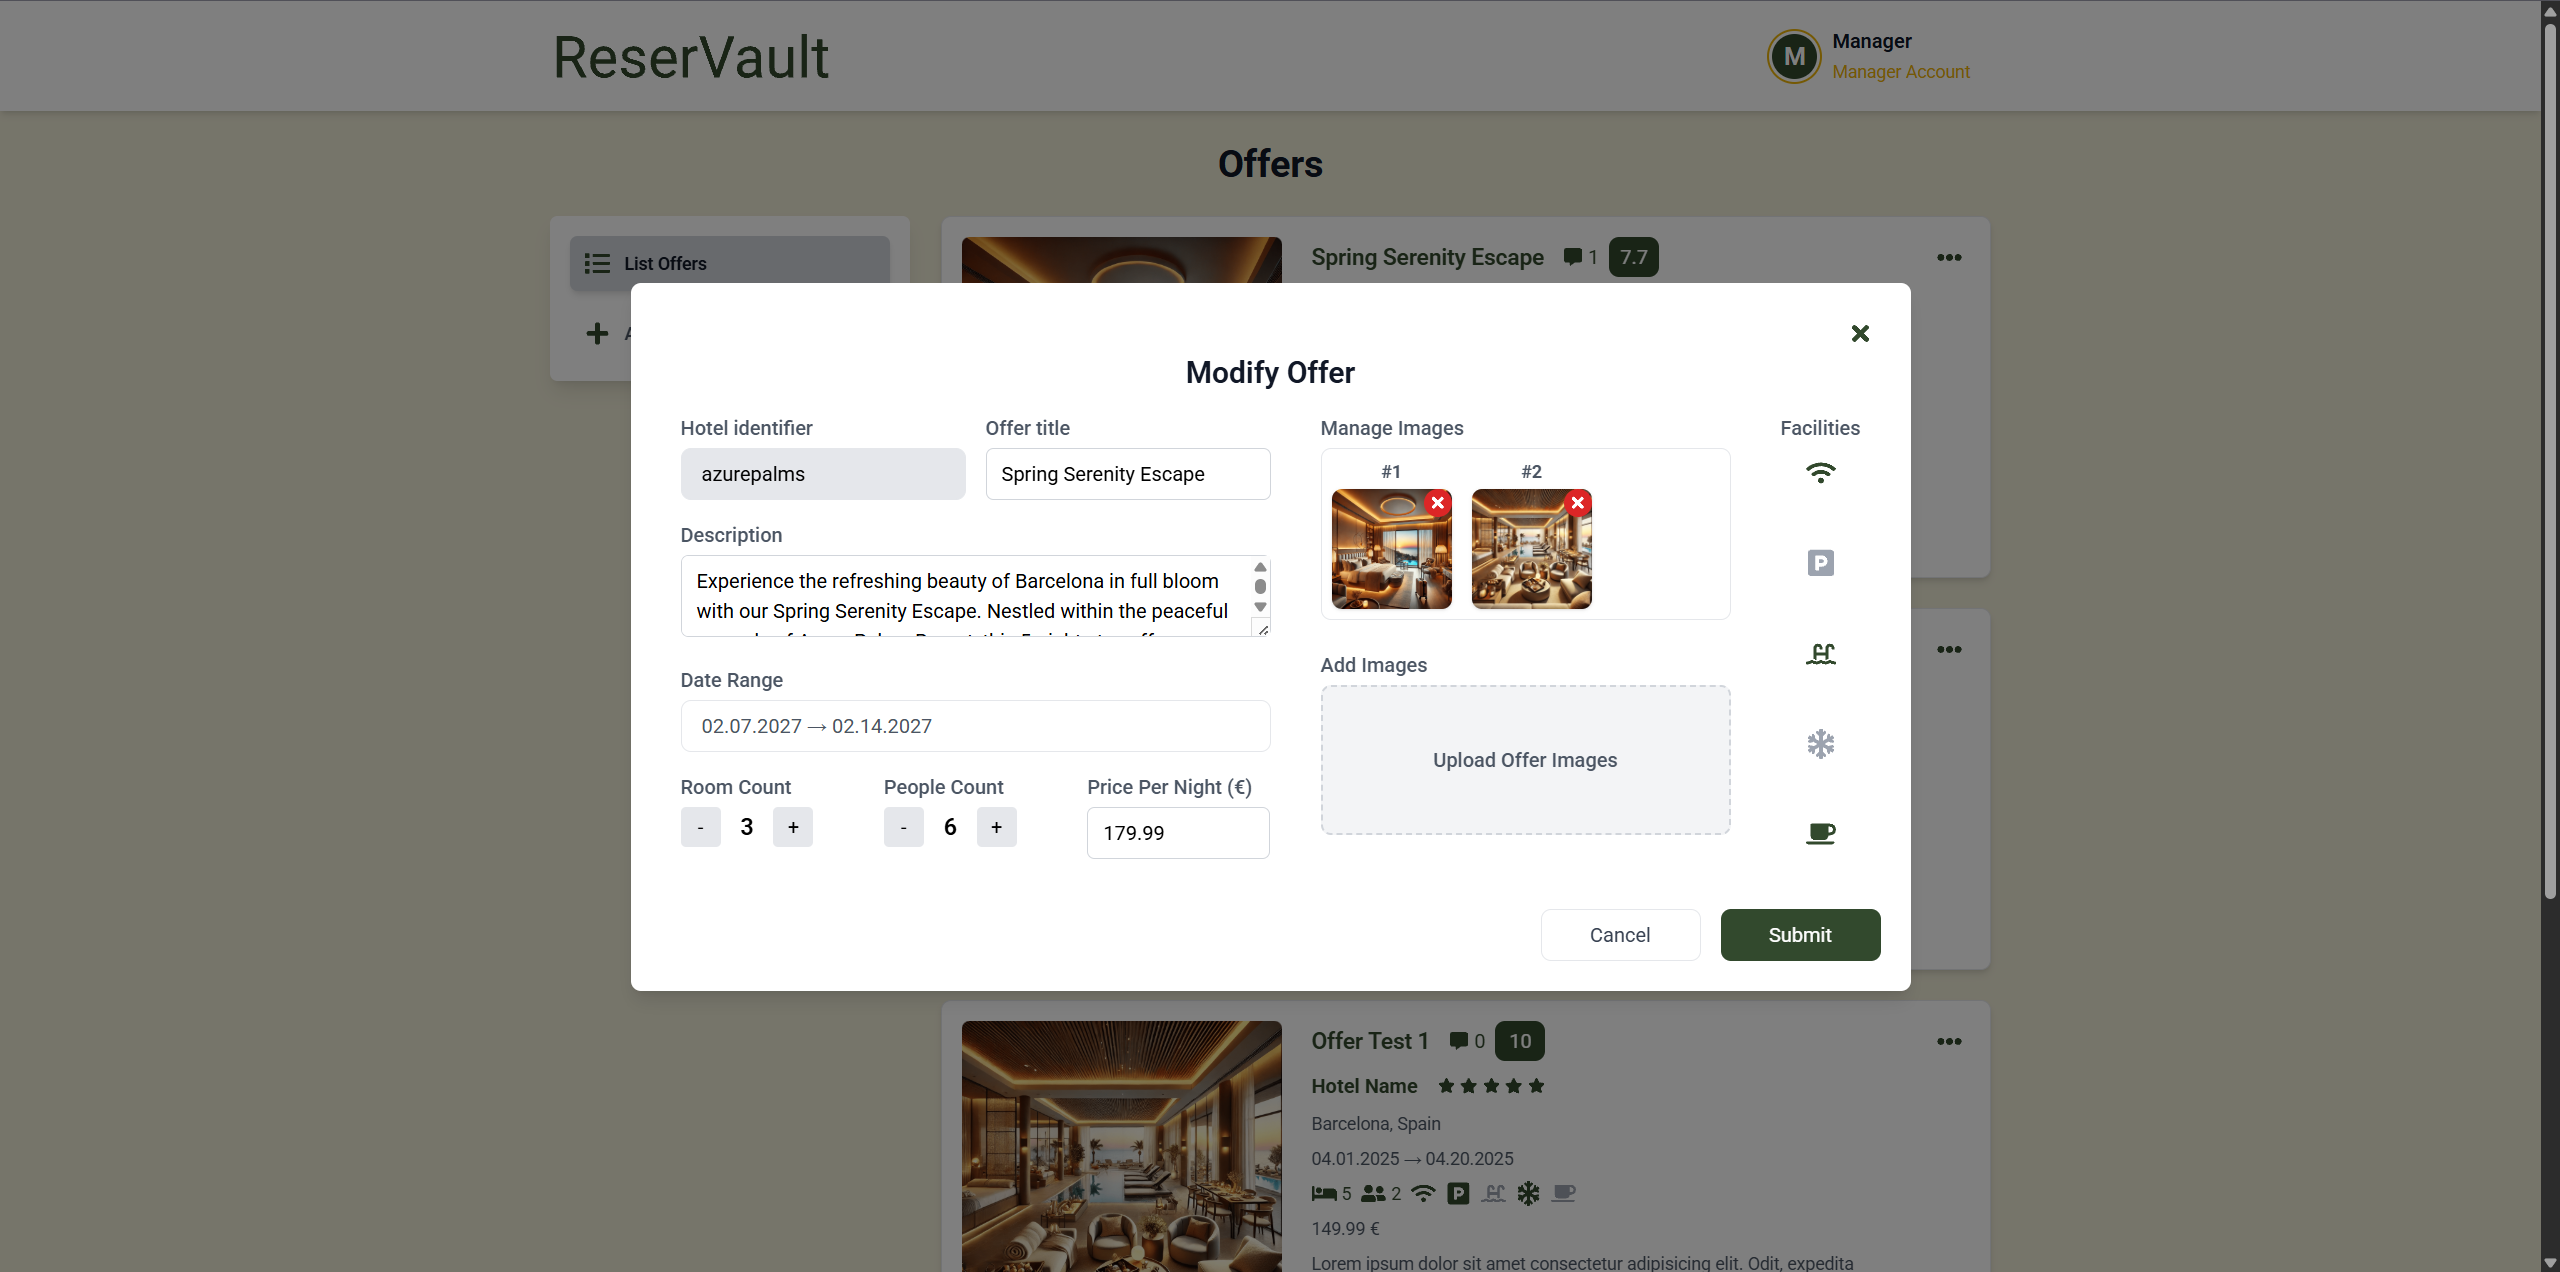 ReserVault
M
Manager
Manager Account
Offers
List Offers
Spring Serenity Escape 1 7.7
Modify Offer
Hotel identifier
azurepalms
Offer title
Spring Serenity Escape
Description
Experience the refreshing beauty of Barcelona in full bloom
with our Spring Serenity Escape. Nestled within the peaceful
Date Range
02.07.2027 → 02.14.2027
Room Count
- 3 +
People Count
- 6 +
Price Per Night (€)
179.99
Manage Images
#1 #2
Add Images
Upload Offer Images
Facilities
P
Cancel
Submit
Offer Test 1 0 10
Hotel Name
Barcelona, Spain
04.01.2025 → 04.20.2025
5 2 P
149.99 €
Lorem ipsum dolor sit amet consectetur adipisicing elit. Odit, expedita